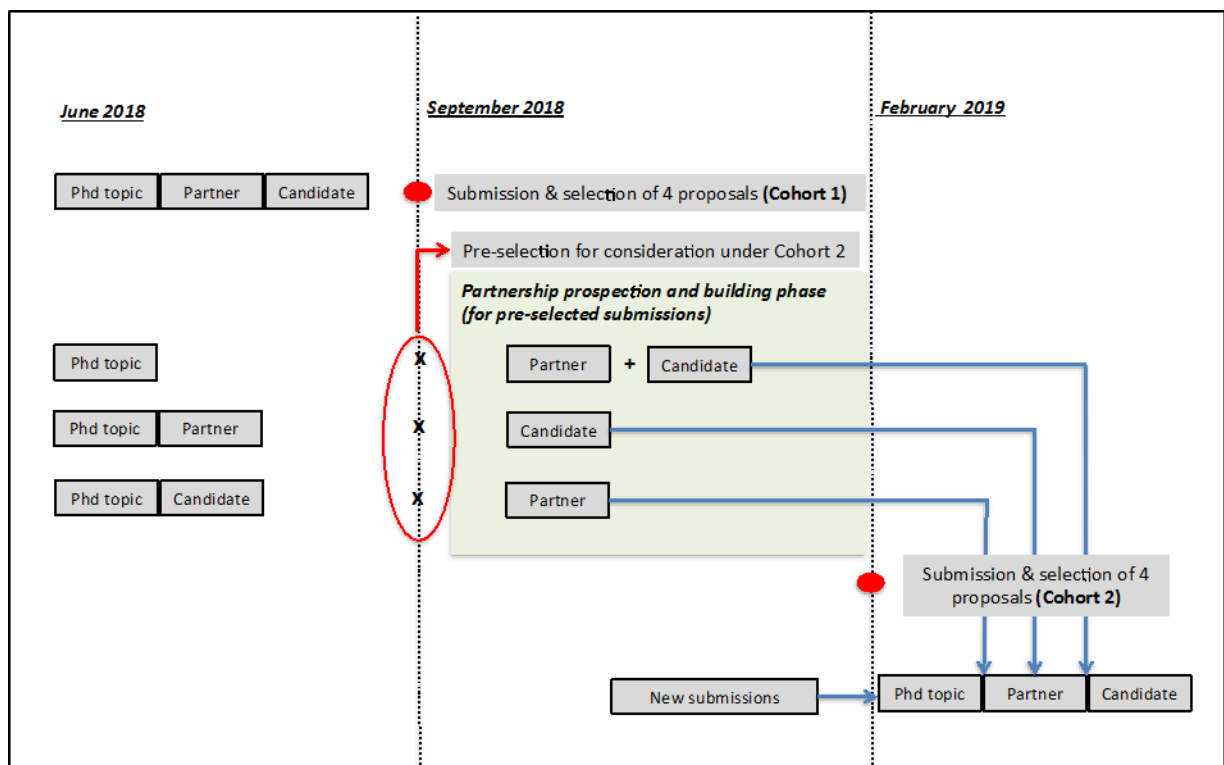 June 2018
September 2018
February 2019
Phd topic
Partner
Candidate
Submission & selection of 4 proposals (Cohort 1)
Pre-selection for consideration under Cohort 2
Partnership prospection and building phase
(for pre-selected submissions)
Phd topic
x
Partner
+
Candidate
Phd topic
Partner
x
Candidate
Phd topic
Candidate
x
Partner
Submission & selection of 4
proposals (Cohort 2)
New submissions
Phd topic
Partner
Candidate